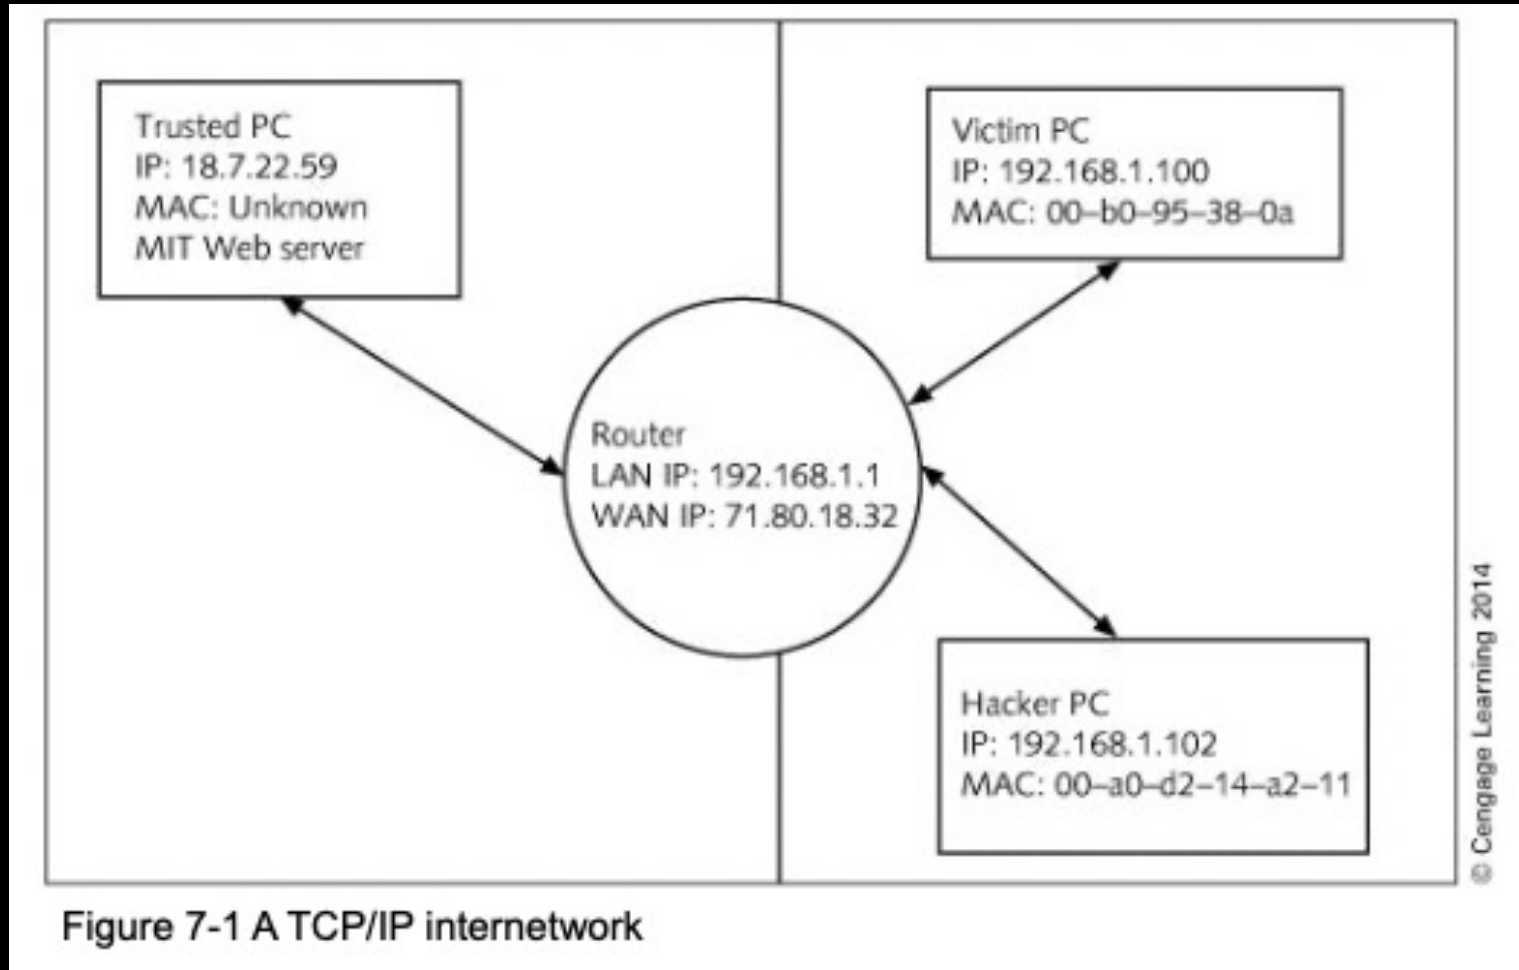 Trusted PC
IP: 18.7.22.59
MAC: Unknown
MIT Web server
Victim PC
IP: 192.168.1.100
MAC: 00–b0–95–38–0a
Router
LAN IP: 192.168.1.1
WAN IP: 71.80.18.32
Hacker PC
IP: 192.168.1.102
MAC: 00–a0–d2–14–a2–11
© Cengage Learning 2014
Figure 7-1 A TCP/IP internetwork